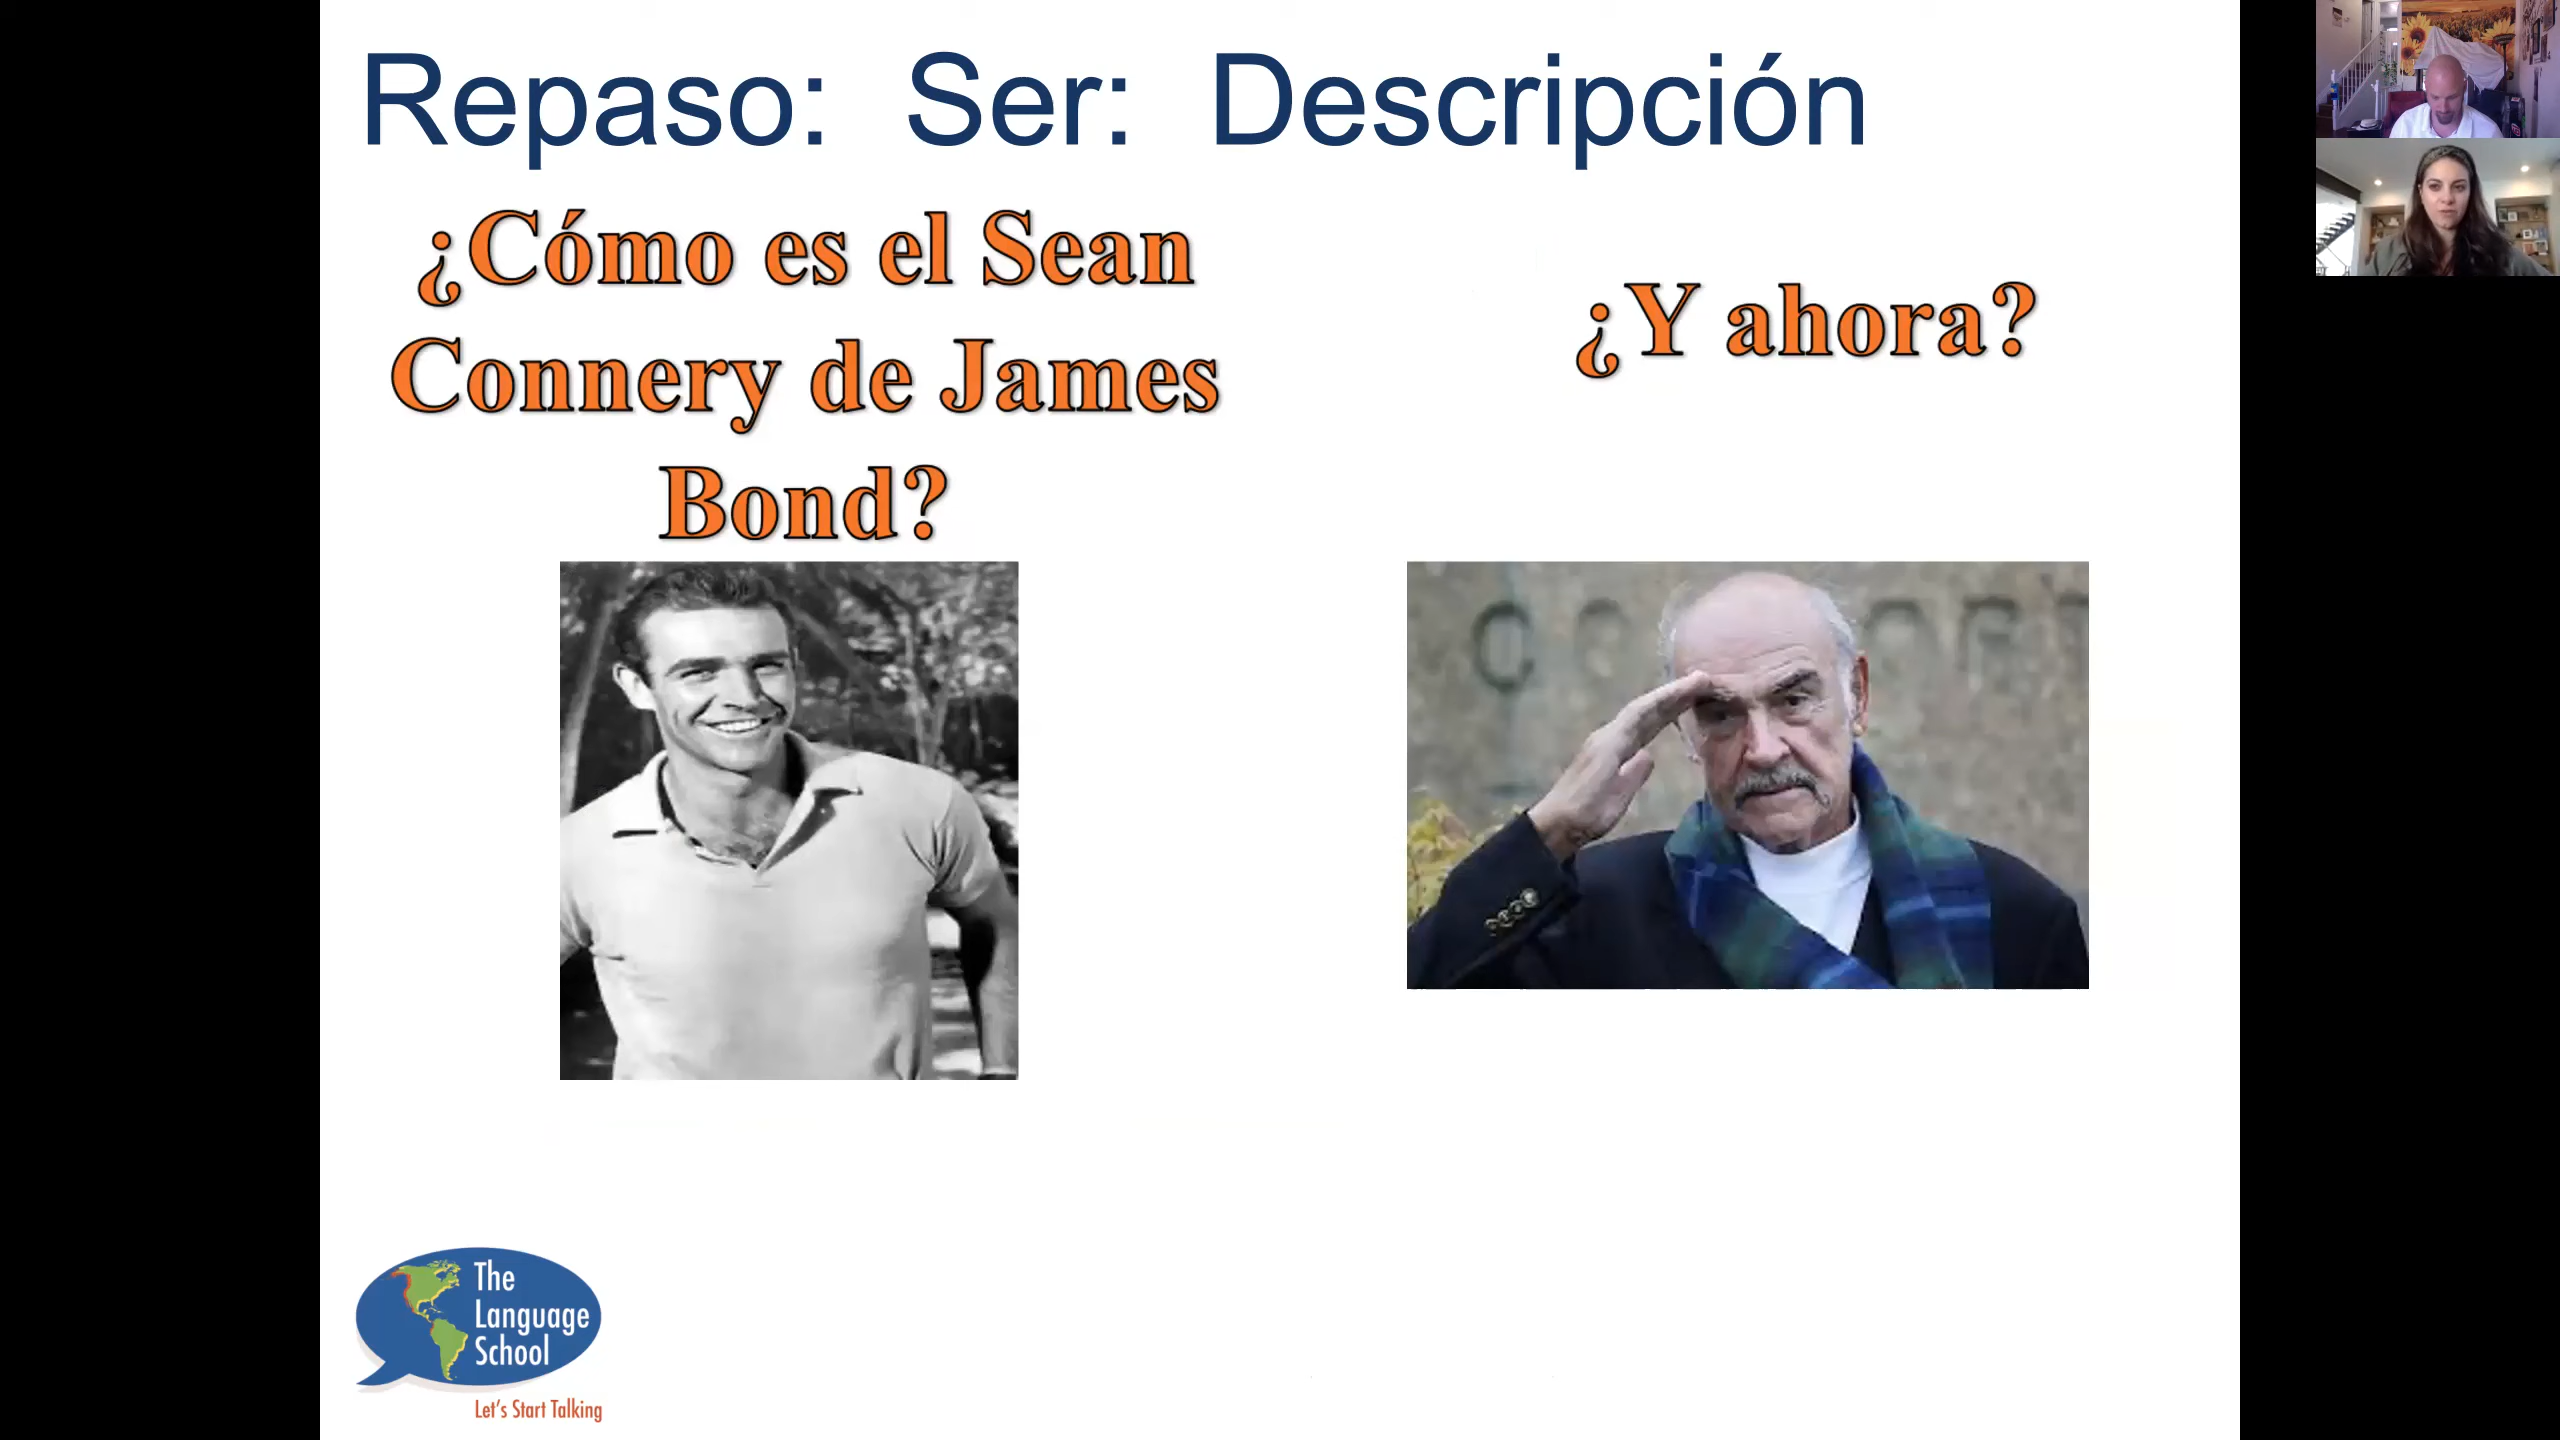 Repaso: Ser: Descripción
¿Cómo es el Sean
Connery de James
Bond?
¿Y ahora?
The
Language
School
Let's Start Talking